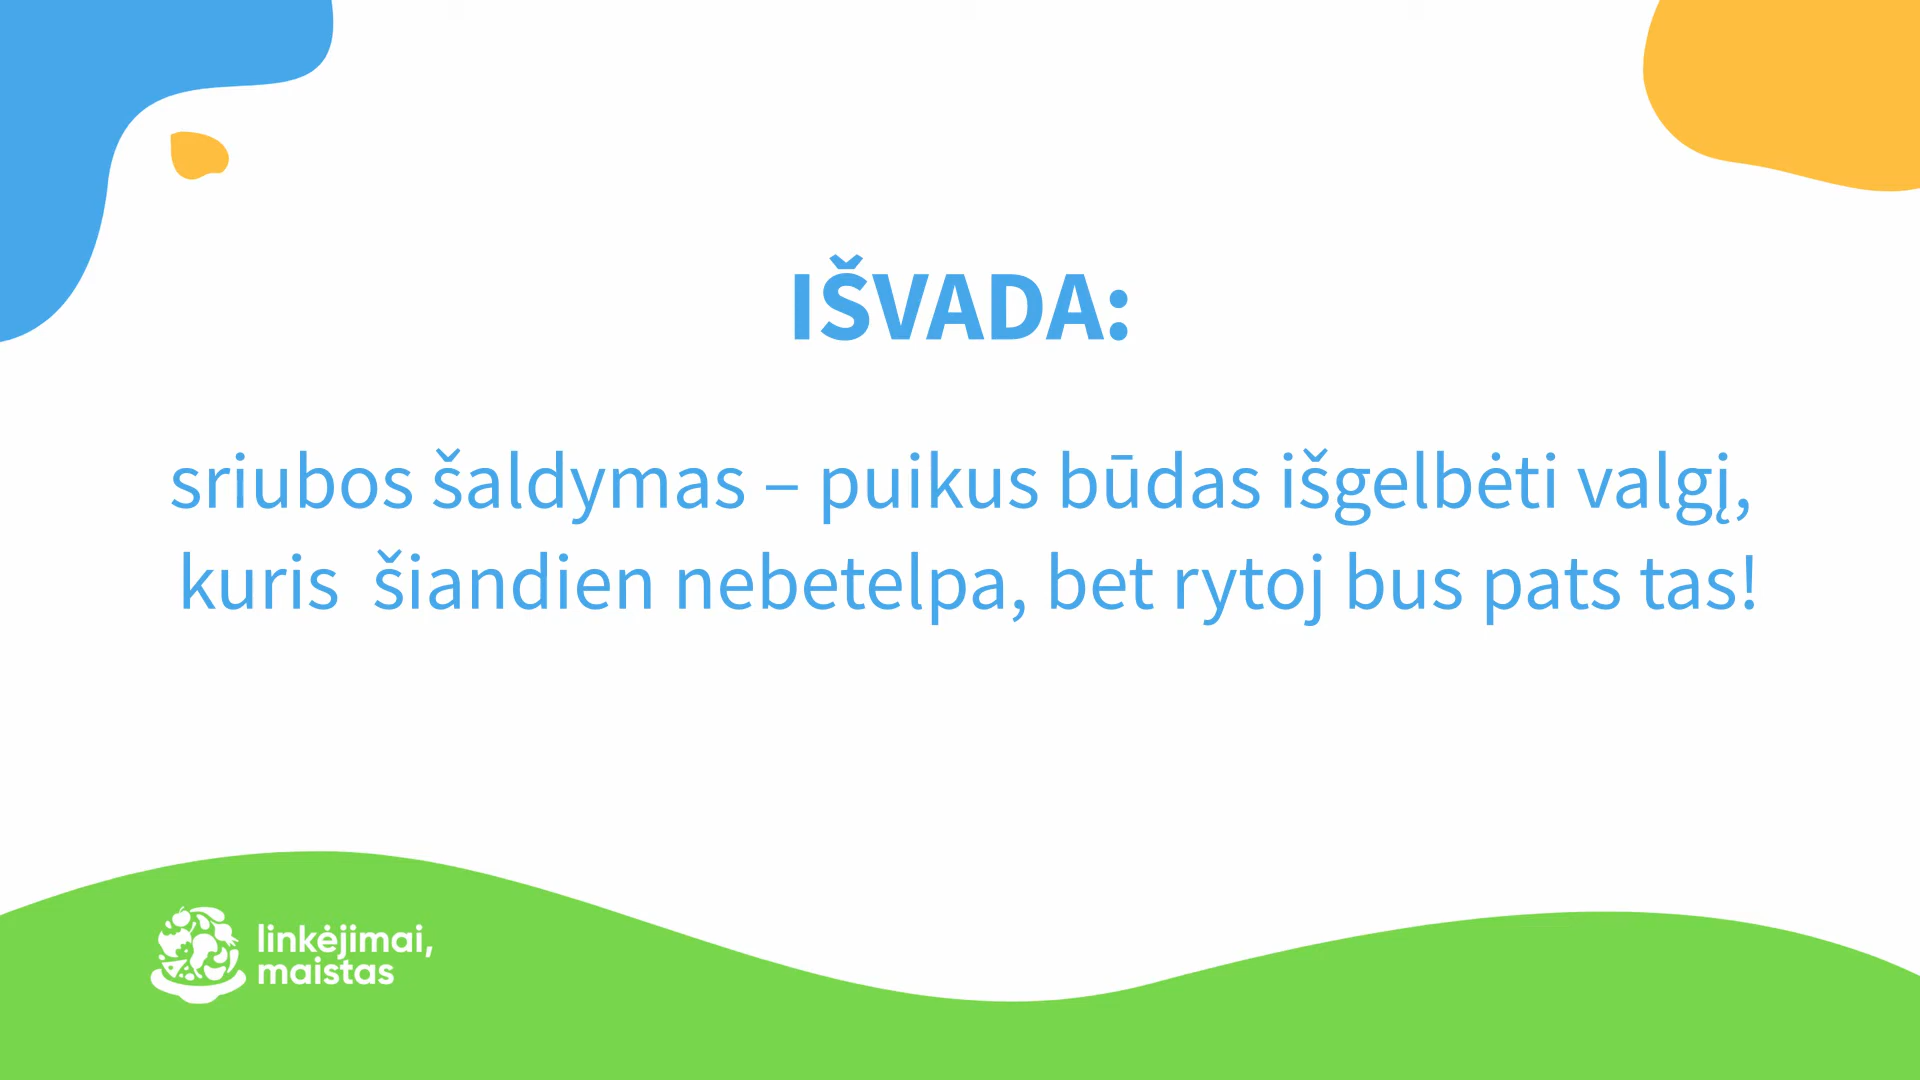 IŠVADA:
sriubos šaldymas – puikus būdas išgelbėti valgį,
kuris  šiandien nebetelpa, bet rytoj bus pats tas!
linkėjimai,
maistas